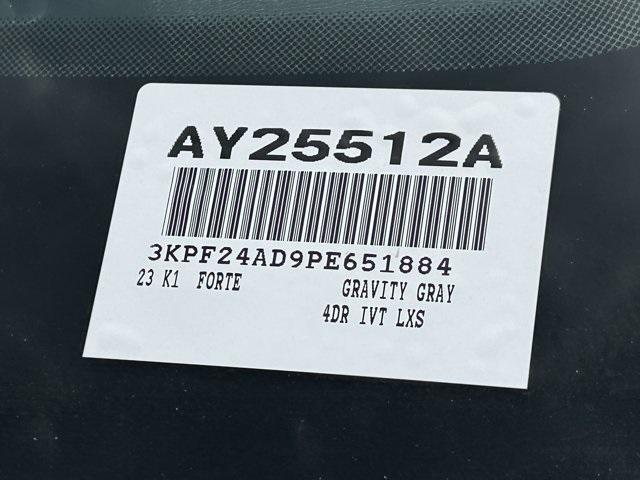 AY25512A
3KPF24AD9PE651884
23 K1 FORTE GRAVITY GRAY
4DR IVT LXS